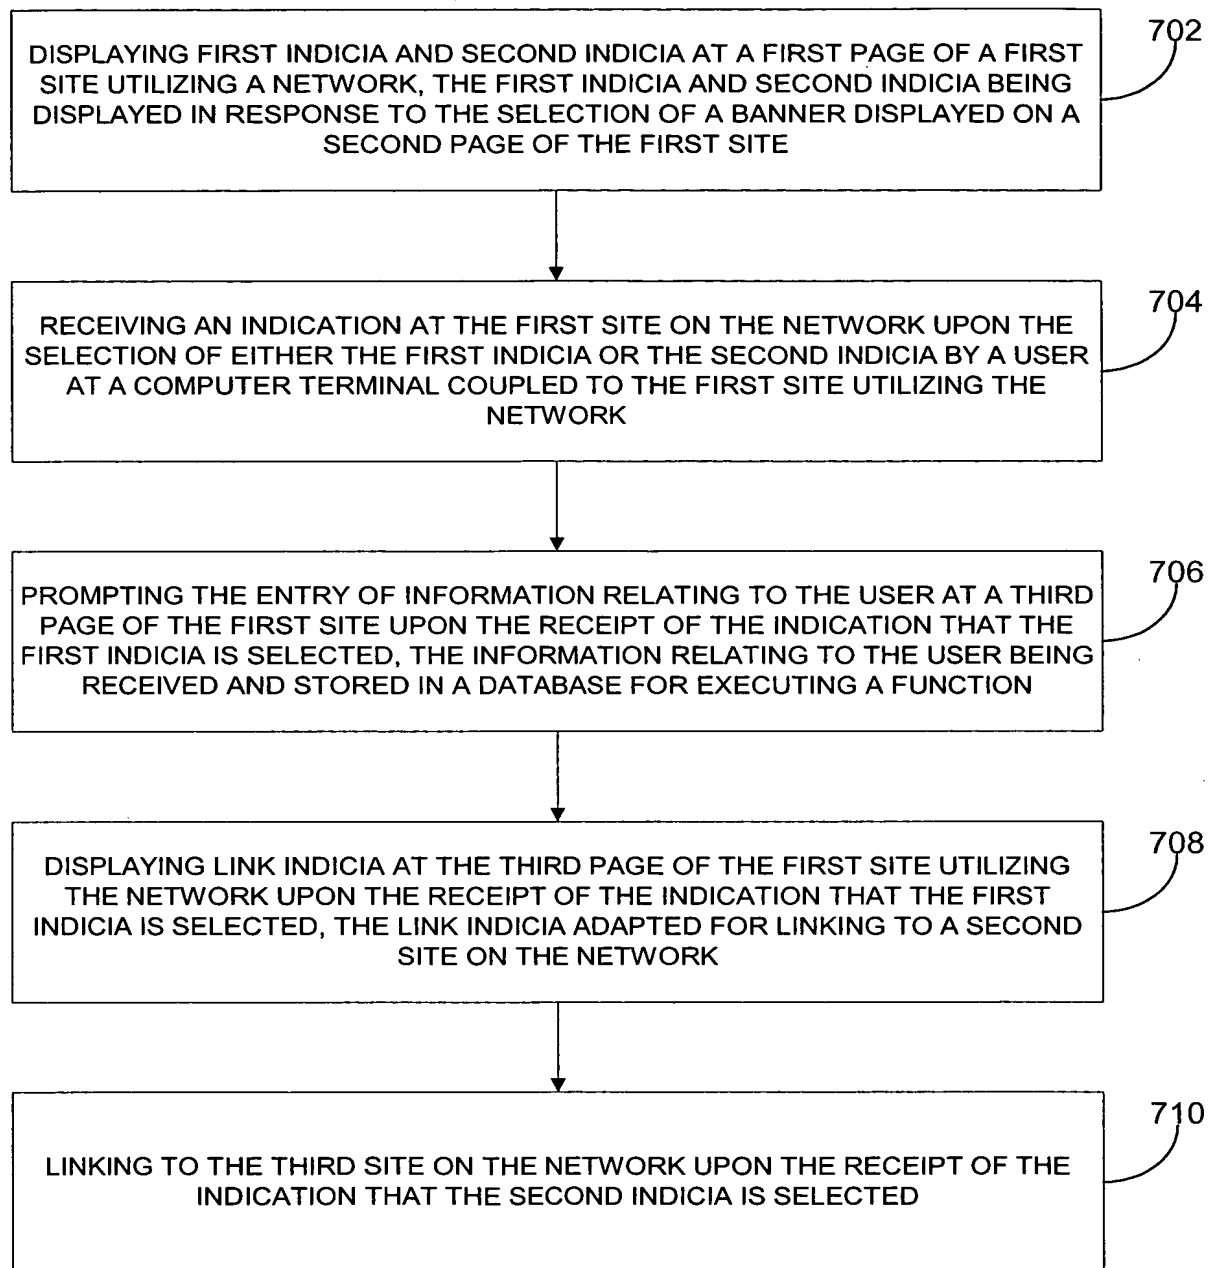 702
DISPLAYING FIRST INDICIA AND SECOND INDICIA AT A FIRST PAGE OF A FIRST
SITE UTILIZING A NETWORK, THE FIRST INDICIA AND SECOND INDICIA BEING
DISPLAYED IN RESPONSE TO THE SELECTION OF A BANNER DISPLAYED ON A
SECOND PAGE OF THE FIRST SITE
704
RECEIVING AN INDICATION AT THE FIRST SITE ON THE NETWORK UPON THE
SELECTION OF EITHER THE FIRST INDICIA OR THE SECOND INDICIA BY A USER
AT A COMPUTER TERMINAL COUPLED TO THE FIRST SITE UTILIZING THE
NETWORK
706
PROMPTING THE ENTRY OF INFORMATION RELATING TO THE USER AT A THIRD
PAGE OF THE FIRST SITE UPON THE RECEIPT OF THE INDICATION THAT THE
FIRST INDICIA IS SELECTED, THE INFORMATION RELATING TO THE USER BEING
RECEIVED AND STORED IN A DATABASE FOR EXECUTING A FUNCTION
708
DISPLAYING LINK INDICIA AT THE THIRD PAGE OF THE FIRST SITE UTILIZING
THE NETWORK UPON THE RECEIPT OF THE INDICATION THAT THE FIRST
INDICIA IS SELECTED, THE LINK INDICIA ADAPTED FOR LINKING TO A SECOND
SITE ON THE NETWORK
710
LINKING TO THE THIRD SITE ON THE NETWORK UPON THE RECEIPT OF THE
INDICATION THAT THE SECOND INDICIA IS SELECTED